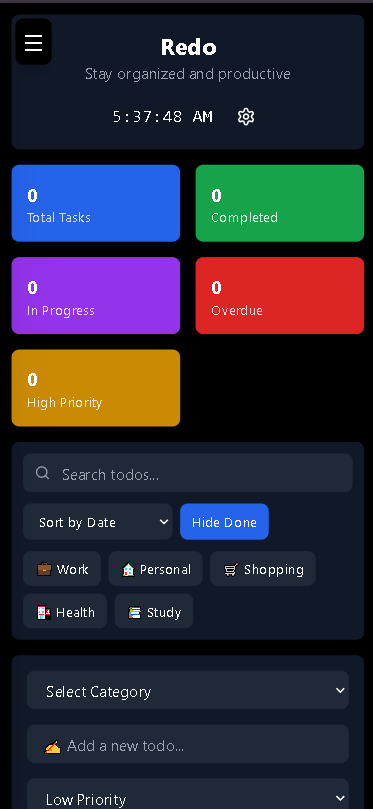 Redo
Stay organized and productive
5:37:48 AM
0
Total Tasks
0
Completed
0
In Progress
0
Overdue
0
High Priority
Search todos...
Sort by Date
Hide Done
💼 Work
🏠 Personal
🛒 Shopping
🏥 Health
📚 Study
Select Category
✍️ Add a new todo...
Low Priority